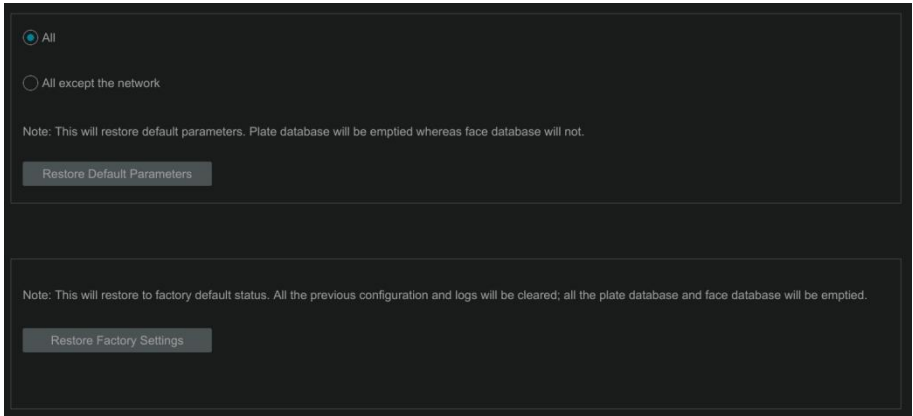 All
All except the network
Note: This will restore default parameters. Plate database will be emptied whereas face database will not.
Restore Default Parameters
Note: This will restore to factory default status. All the previous configuration and logs will be cleared; all the plate database and face database will be emptied.
Restore Factory Settings